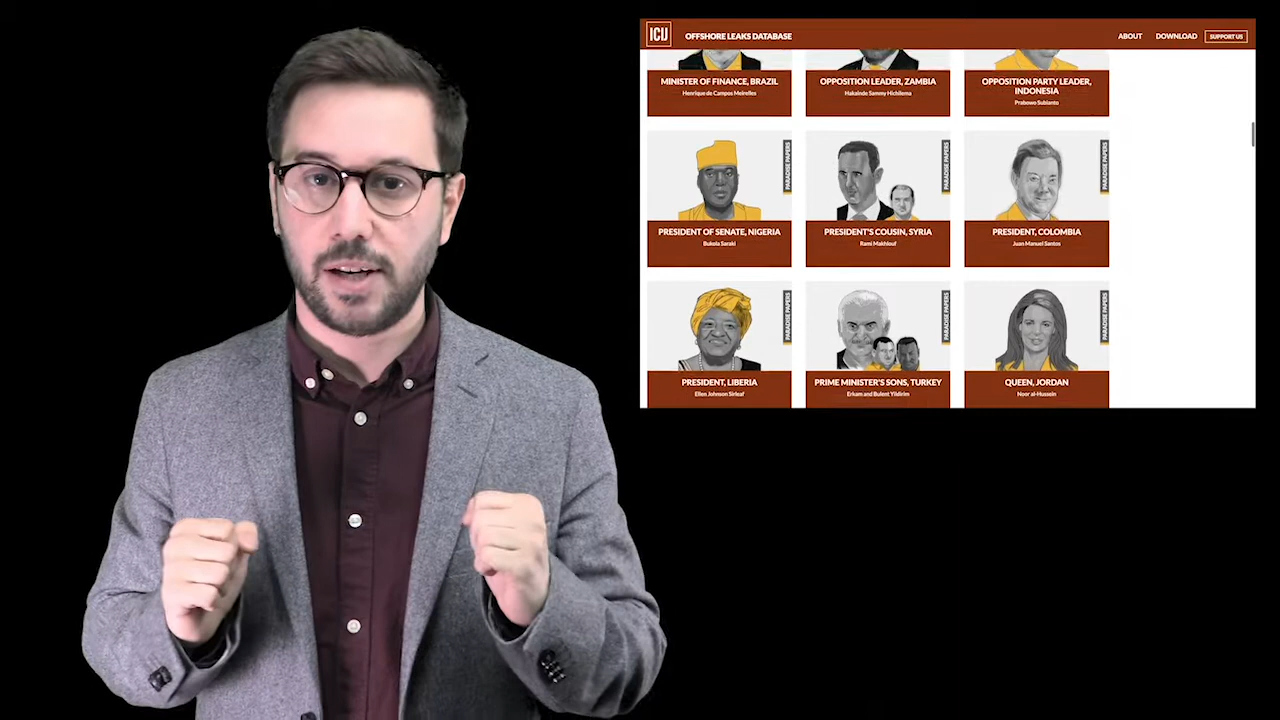 ICIJ
OFFSHORE LEAKS DATABASE
ABOUT
DOWNLOAD
SUPPORT US
MINISTER OF FINANCE, BRAZIL
Henrique de Campos Meirelles
OPPOSITION LEADER, ZAMBIA
Hakainde Sammy Hichilema
OPPOSITION PARTY LEADER,
INDONESIA
Prabowo Subianto
PARADISE PAPERS
PRESIDENT OF SENATE, NIGERIA
Bukola Saraki
PARADISE PAPERS
PRESIDENT'S COUSIN, SYRIA
Rami Makhlouf
PARADISE PAPERS
PRESIDENT, COLOMBIA
Juan Manuel Santos
PARADISE PAPERS
PRESIDENT, LIBERIA
Ellen Johnson Sirleaf
PARADISE PAPERS
PRIME MINISTER'S SONS, TURKEY
Erkam and Bulent Yildirim
PARADISE PAPERS
QUEEN, JORDAN
Noor al-Hussein